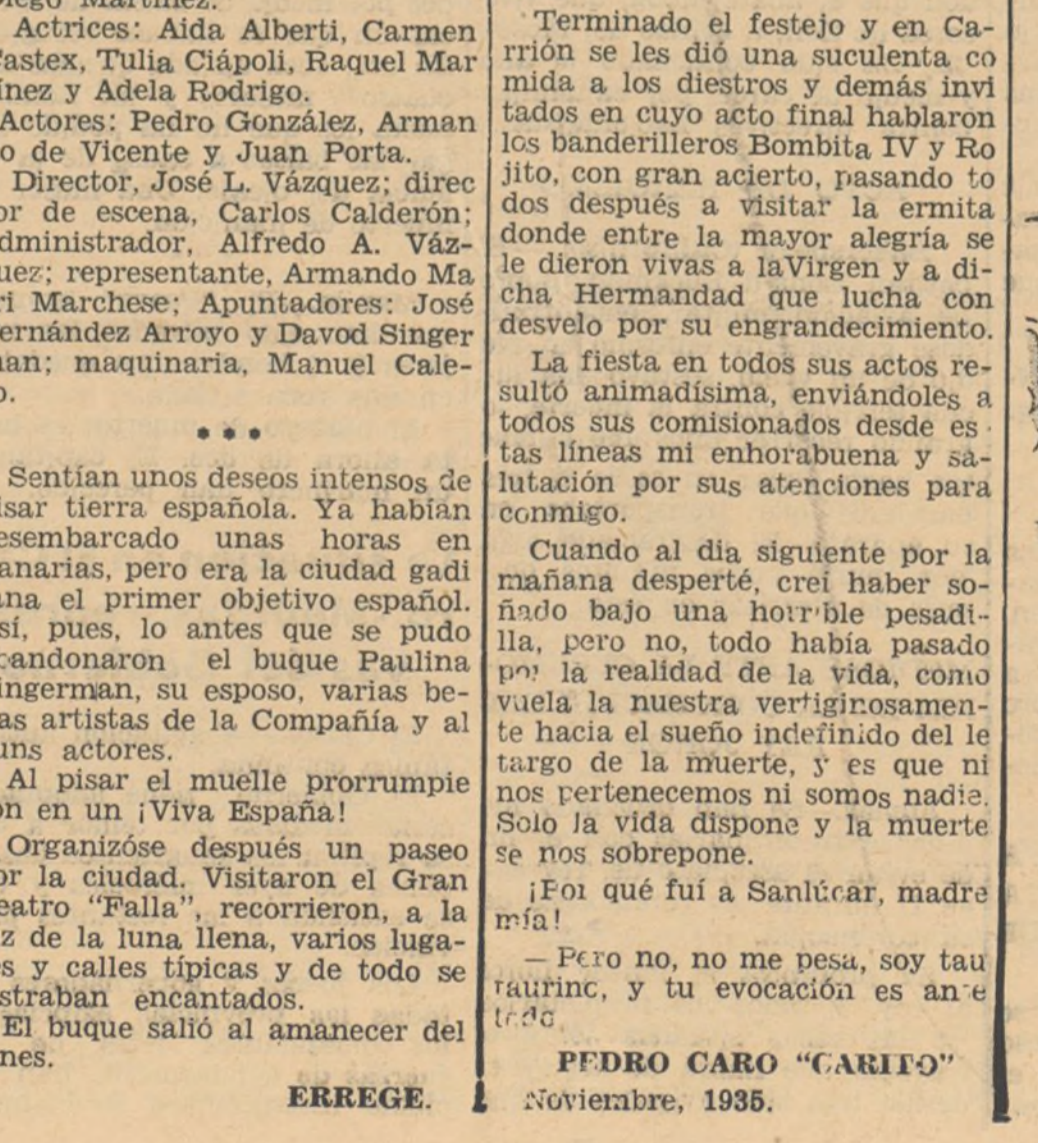 Diego Martínez.
Actrices: Aida Alberti, Carmen
astex, Tulia Ciápoli, Raquel Mar
ínez y Adela Rodrigo.
Actores: Pedro González, Arman
o de Vicente y Juan Porta.
Director, José L. Vázquez; direc
or de escena, Carlos Calderón;
dministrador, Alfredo A. Váz-
uez; representante, Armando Ma
ri Marchese; Apuntadores: José
ernández Arroyo y Davod Singer
man; maquinaria, Manuel Cale-
o.
• • •
Sentían unos deseos intensos de
isar tierra española. Ya habían
esembarcado unas horas en
anarias, pero era la ciudad gadi
ana el primer objetivo español.
sí, pues, lo antes que se pudo
andonaron el buque Paulina
ingerman, su esposo, varias be-
as artistas de la Compañía y al
uns actores.
Al pisar el muelle prorrumpie
on en un ¡Viva España!
Organizóse después un paseo
or la ciudad. Visitaron el Gran
eatro "Falla", recorrieron, a la
z de la luna llena, varios luga-
es y calles típicas y de todo se
straban encantados.
El buque salió al amanecer del
nes.
ERREGE.
Terminado el festejo y en Ca-
rrión se les dió una suculenta co
mida a los diestros y demás invi
tados en cuyo acto final hablaron
los banderilleros Bombita IV y Ro
jito, con gran acierto, pasando to
dos después a visitar la ermita
donde entre la mayor alegría se
le dieron vivas a laVirgen y a di-
cha Hermandad que lucha con
desvelo por su engrandecimiento.
La fiesta en todos sus actos re-
sultó animadísima, enviándoles a
todos sus comisionados desde es
tas líneas mi enhorabuena y sa-
lutación por sus atenciones para
conmigo.
Cuando al dia siguiente por la
mañana desperté, crei haber so-
ñado bajo una horrible pesadi-
lla, pero no, todo había pasado
por la realidad de la vida, como
vuela la nuestra vertiginosamen-
te hacia el sueño indefinido del le
targo de la muerte, y es que ni
nos pertenecemos ni somos nadie.
Solo la vida dispone y la muerte
se nos sobrepone.
¡Por qué fuí a Sanlúcar, madre
mía!
— Pero no, no me pesa, soy tau
raurino, y tu evocación es ante
todo.
PEDRO CARO "CARITO"
Noviembre, 1935.